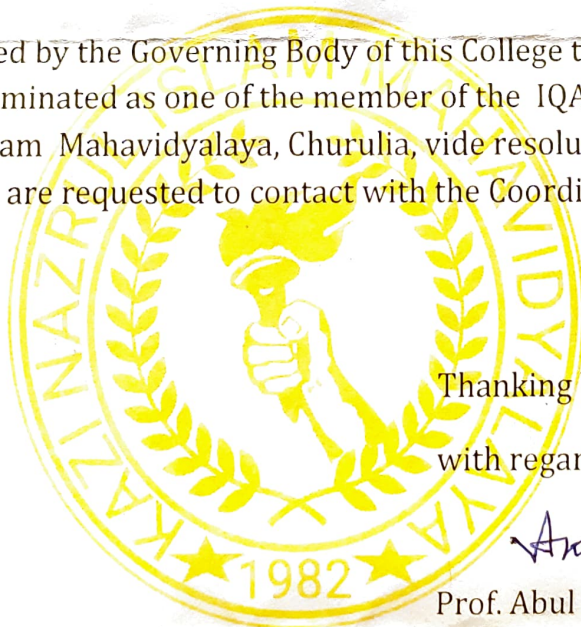 ed by the Governing Body of this College t
minated as one of the member of the IQA
am Mahavidyalaya, Churulia, vide resolu
are requested to contact with the Coordi
KAZI NAZRUL ISLAM MAHAVIDYALAYA
1982
Thanking
with regar
Prof. Abul